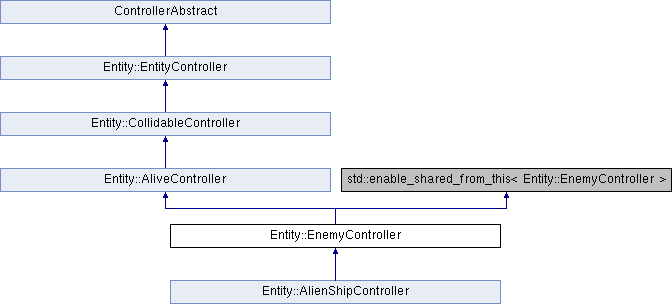 ControllerAbstract
Entity::EntityController
Entity::CollidableController
Entity::AliveController
std::enable_shared_from_this< Entity::EnemyController >
Entity::EnemyController
Entity::AlienShipController